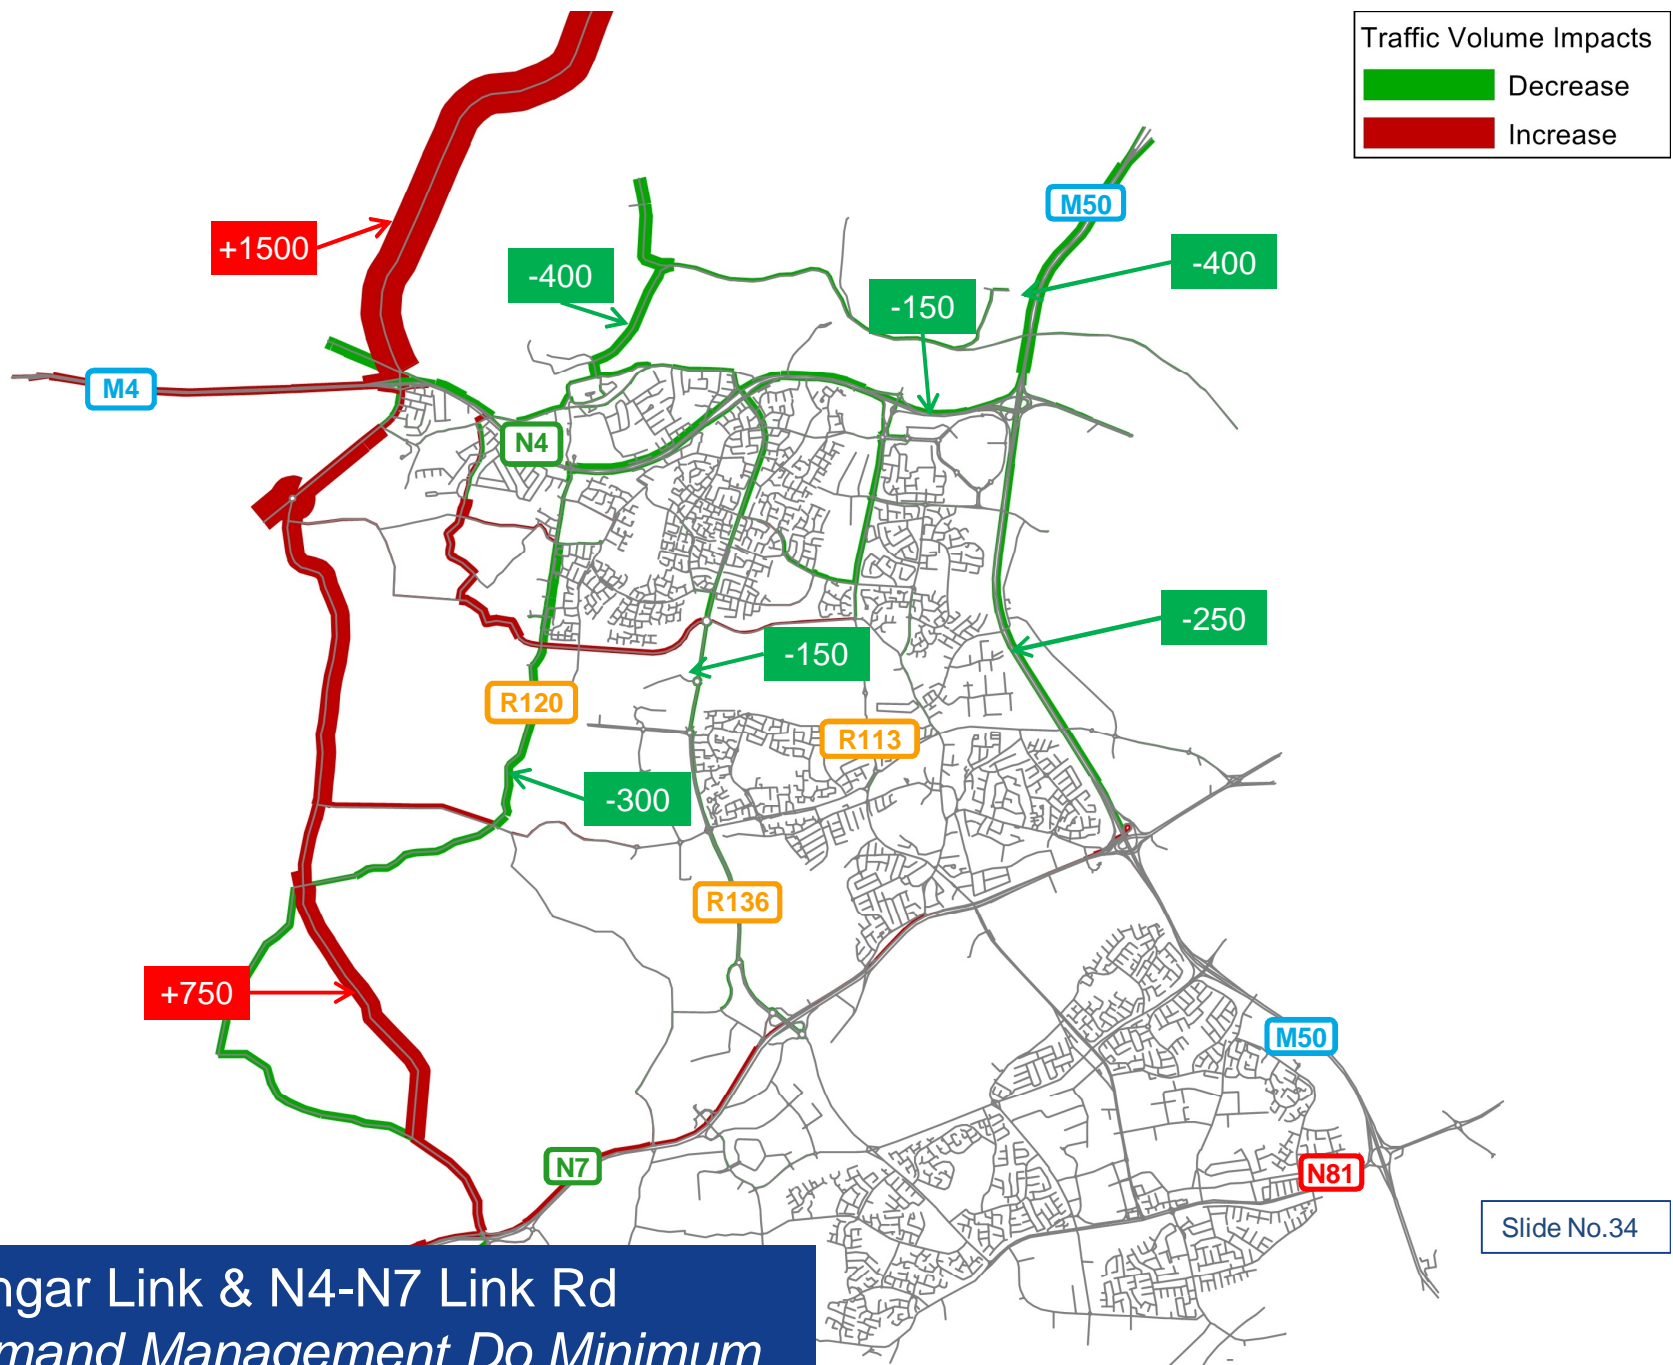 Traffic Volume Impacts
Decrease
Increase
M50
+1500
-400
-400
-150
M4
N4
-250
-150
R120
R113
-300
R136
+750
M50
N7
N81
Slide No.34
ngar Link & N4-N7 Link Rd
mand Management Do Minimum